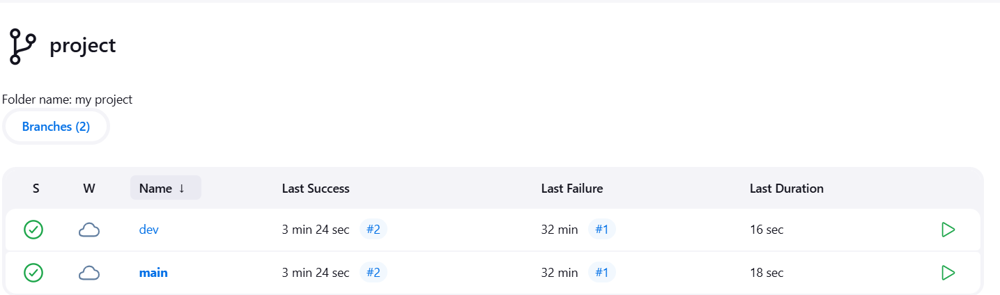 project
Folder name: my project
Branches (2)
S W Name ↓ Last Success Last Failure Last Duration
dev 3 min 24 sec #2 32 min #1 16 sec
main 3 min 24 sec #2 32 min #1 18 sec